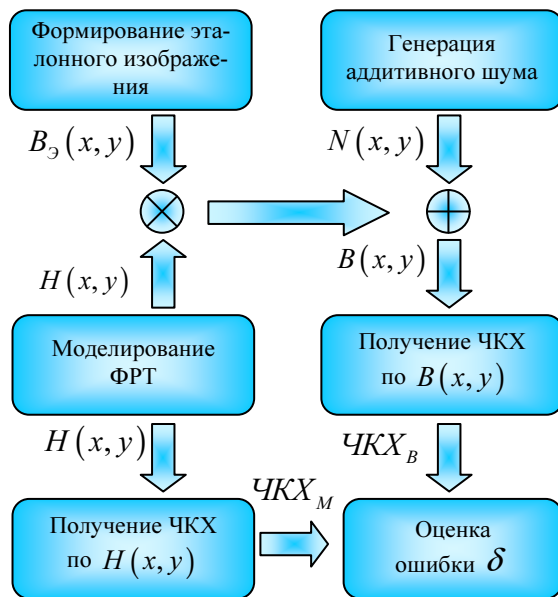 Формирование эта-
лонного изображе-
ния
Генерация
аддитивного шума
B_Э(x, y)
N(x, y)
H(x, y)
B(x, y)
Моделирование
ФРТ
Получение ЧКХ
по B(x, y)
H(x, y)
ЧКХ_M
ЧКХ_B
Получение ЧКХ
по H(x, y)
Оценка
ошибки δ